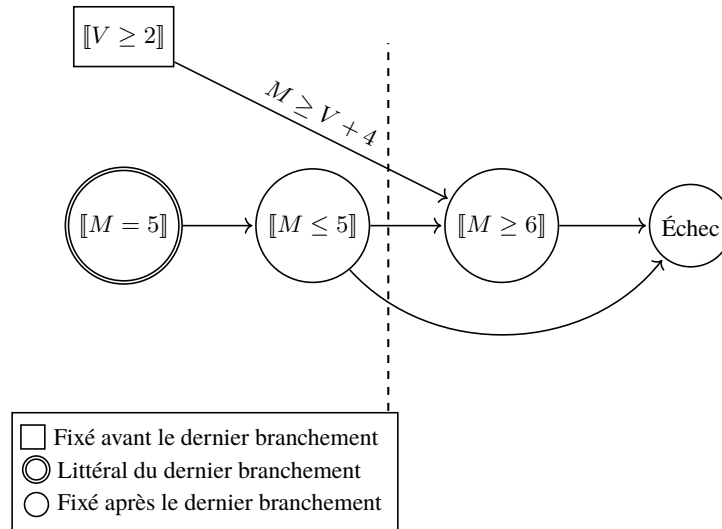 ⟦V ≥ 2⟧
M ≥ V + 4
⟦M = 5⟧
⟦M ≤ 5⟧
⟦M ≥ 6⟧
Échec
Fixé avant le dernier branchement
Littéral du dernier branchement
Fixé après le dernier branchement